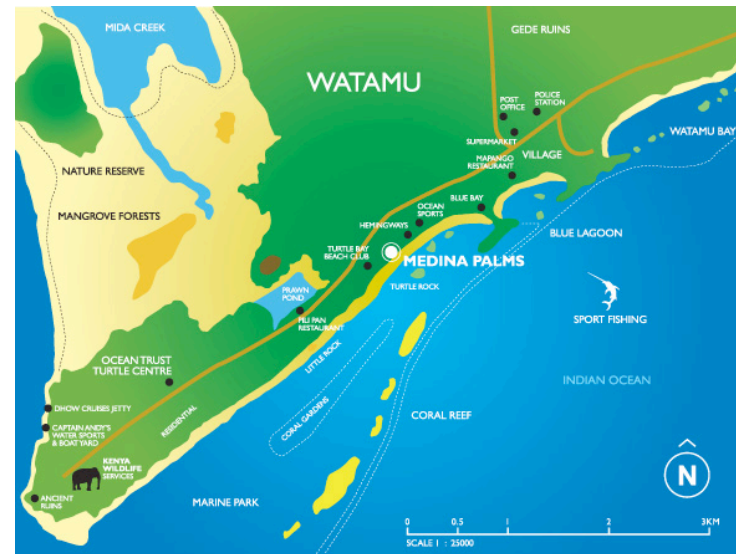 MIDA CREEK
GEDE RUINS
WATAMU
POST
OFFICE
POLICE
STATION
SUPERMARKET
WATAMU BAY
MAPANGO
RESTAURANT
VILLAGE
NATURE RESERVE
MANGROVE FORESTS
BLUE BAY
OCEAN
SPORTS
HEMINGWAYS
BLUE LAGOON
TURTLE BAY
BEACH CLUB
MEDINA PALMS
TURTLE ROCK
PRAWN
POND
PILI PAN
RESTAURANT
SPORT FISHING
LITTLE ROCK
OCEAN TRUST
TURTLE CENTRE
INDIAN OCEAN
DHOW CRUISES JETTY
RESIDENTIAL
CORAL GARDENS
CORAL REEF
CAPTAIN ANDY'S
WATER SPORTS
& BOAT YARD
KENYA
WILDLIFE
SERVICES
N
ANCIENT
RUINS
MARINE PARK
0 0.5 1 2 3KM
SCALE 1 : 25000